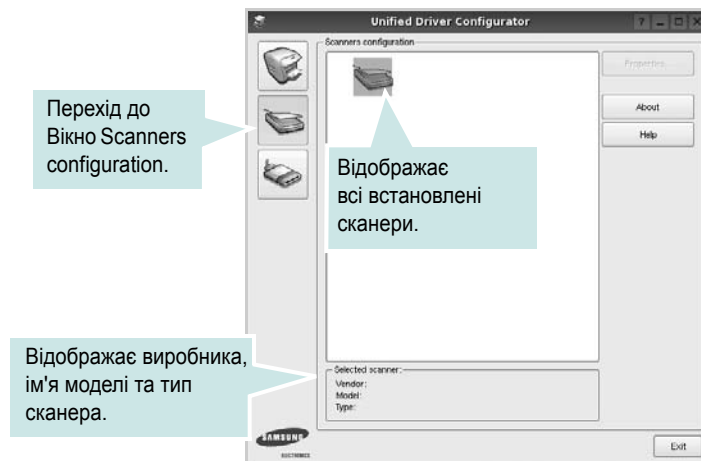 Unified Driver Configurator
Scanners configuration
Properties...
About
Help
Перехід до
Вікно Scanners
configuration.
Відображає
всі встановлені
сканери.
Відображає виробника,
ім'я моделі та тип
сканера.
Selected scanner:
Vendor:
Model:
Type:
SAMSUNG
ELECTRONICS
Exit